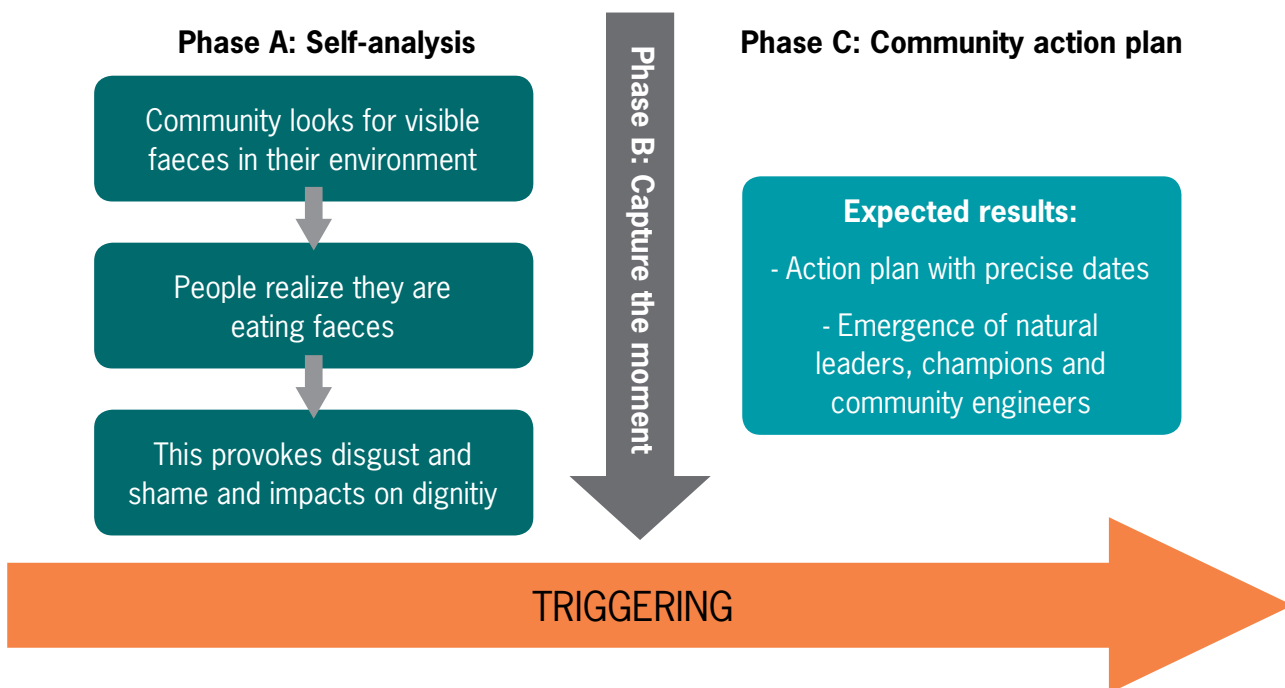 Phase A: Self-analysis
Community looks for visible
faeces in their environment
People realize they are
eating faeces
This provokes disgust and
shame and impacts on dignitiy
Phase B: Capture the moment
Phase C: Community action plan
Expected results:
- Action plan with precise dates
- Emergence of natural
leaders, champions and
community engineers
TRIGGERING